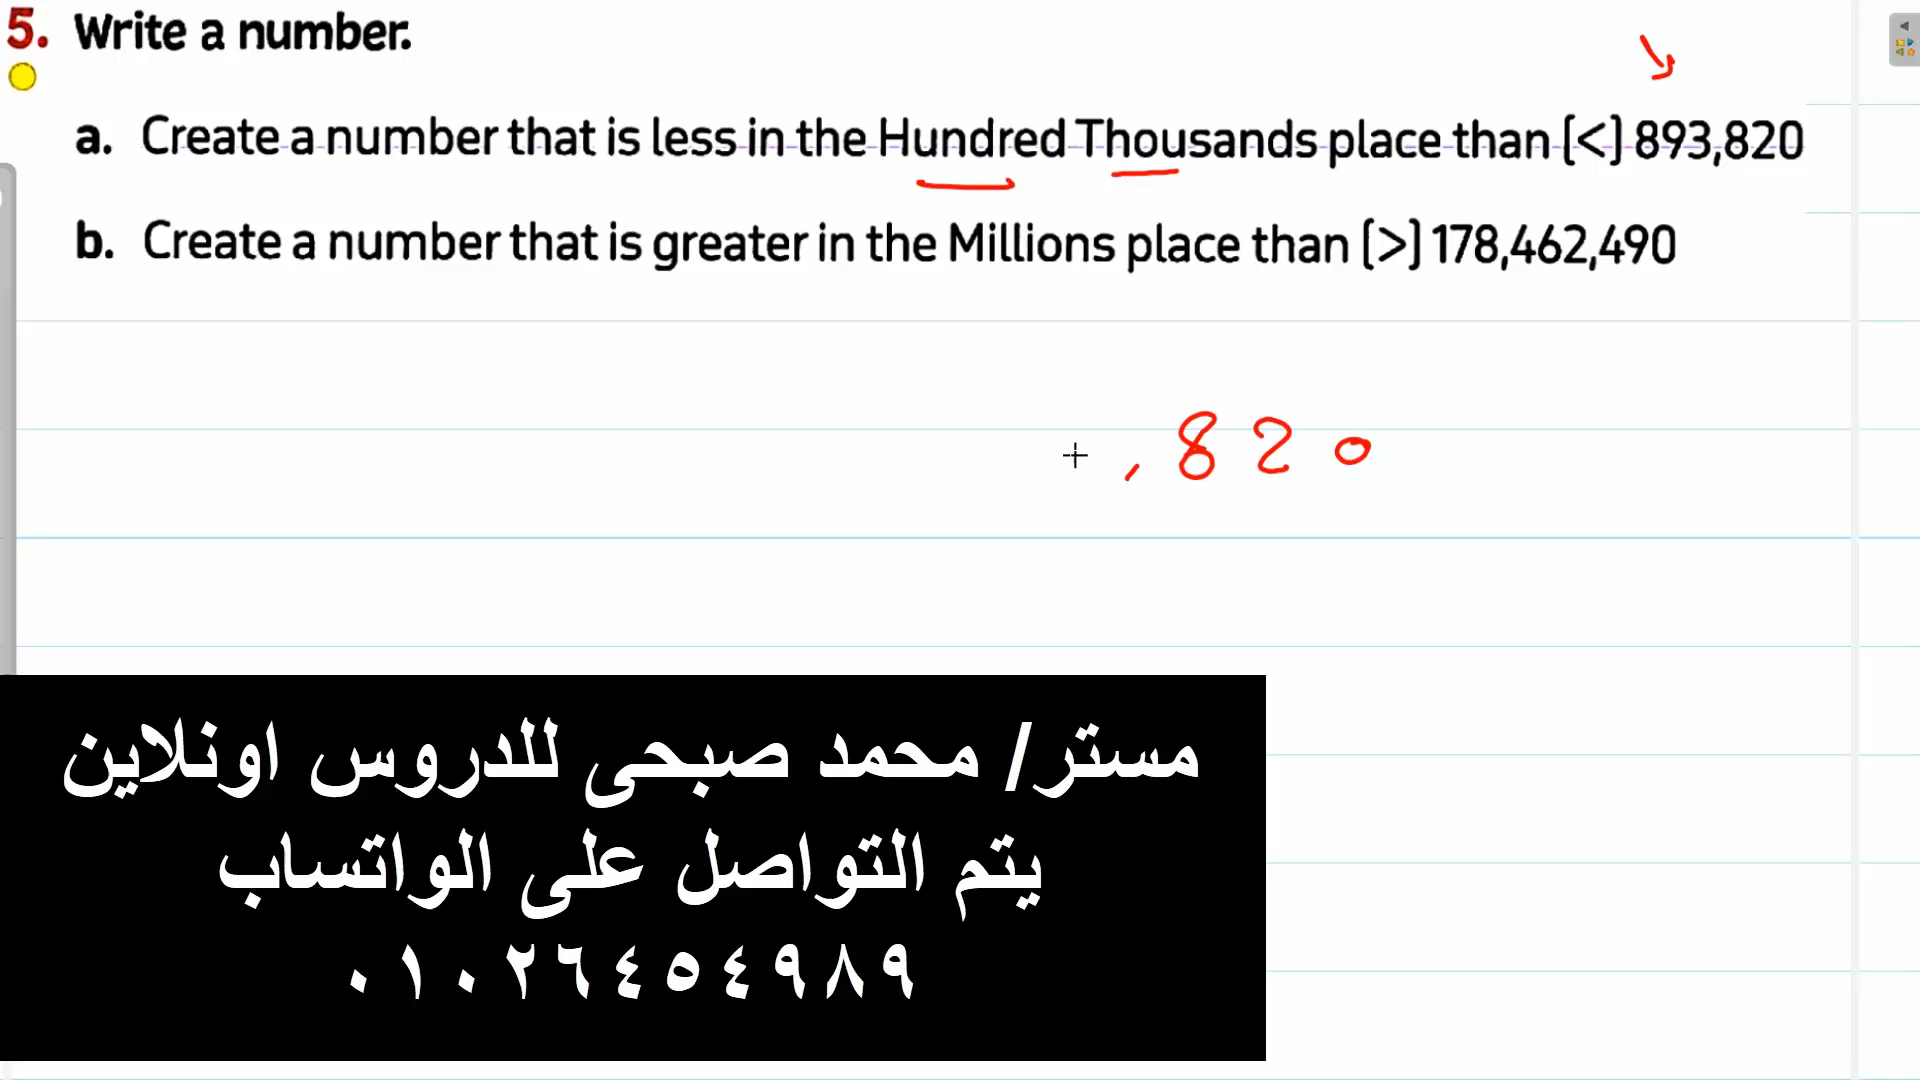 5. Write a number.
a. Create a number that is less in the Hundred Thousands place than (<) 893,820
b. Create a number that is greater in the Millions place than (>) 178,462,490
,820
مستر/ محمد صبحى للدروس اونلاين
يتم التواصل على الواتساب
٠١٠٢٦٤٥٤٩٨٩